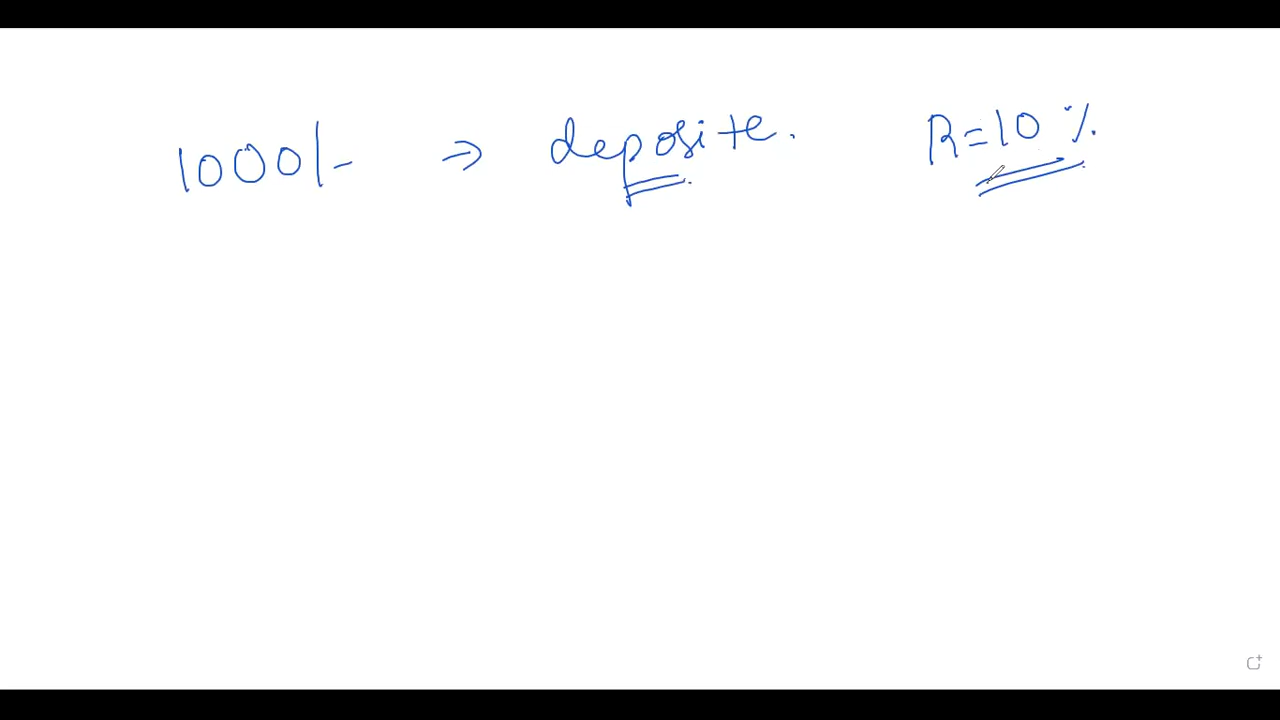 1000/- ⇒ deposite. R=10%.